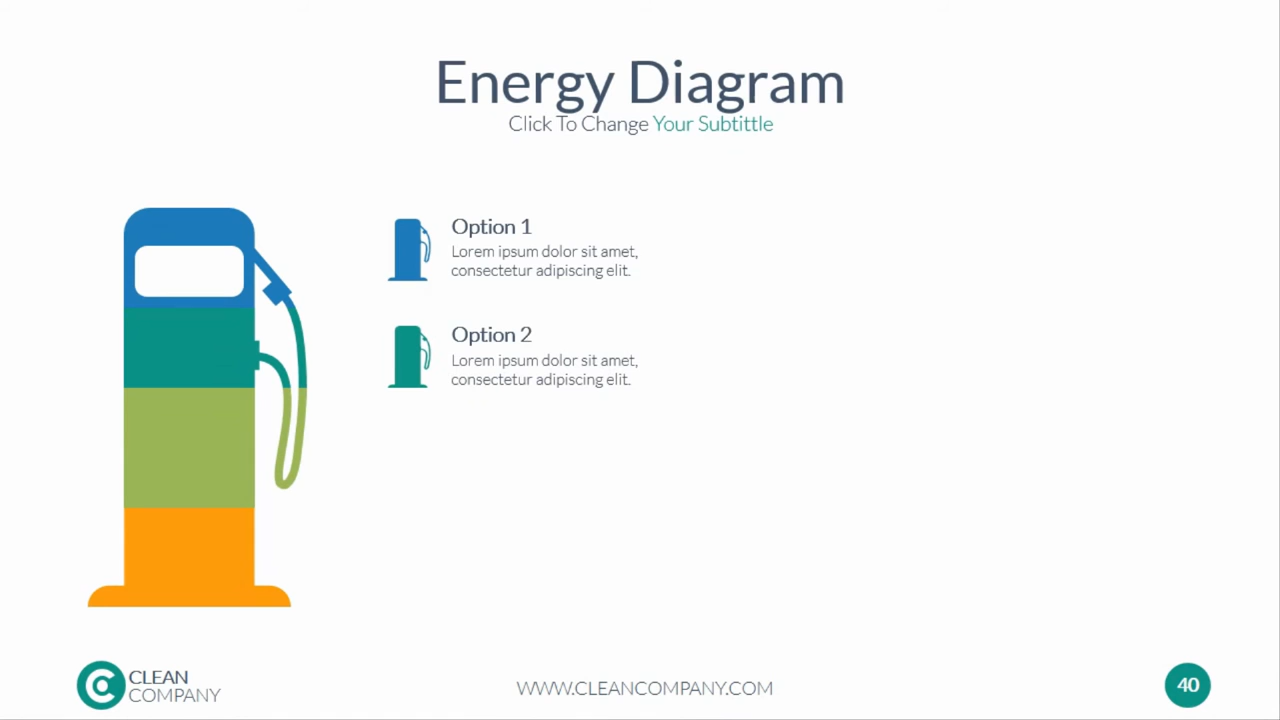 Energy Diagram
Click To Change Your Subtittle
Option 1
Lorem ipsum dolor sit amet,
consectetur adipiscing elit.
Option 2
Lorem ipsum dolor sit amet,
consectetur adipiscing elit.
CLEAN
COMPANY
WWW.CLEANCOMPANY.COM
40